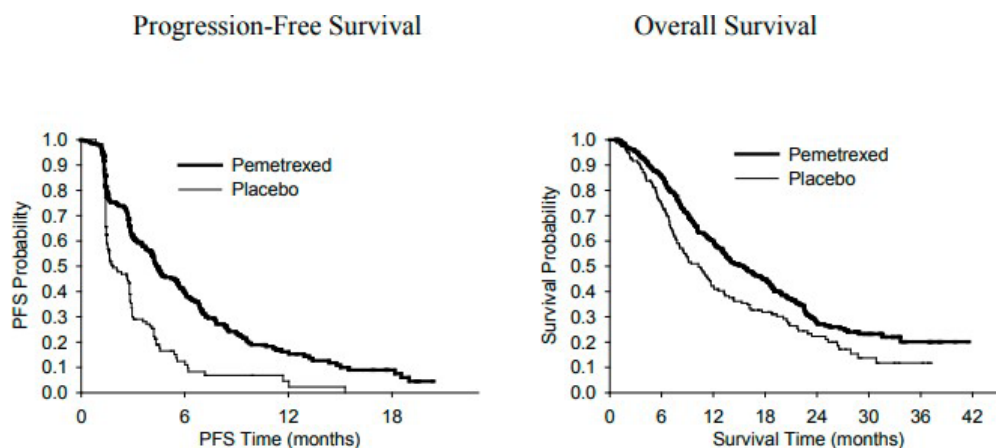 Progression-Free Survival
Overall Survival
PFS Probability
1.0
0.9
0.8
0.7
0.6
0.5
0.4
0.3
0.2
0.1
0.0
Pemetrexed
Placebo
0 6 12 18
PFS Time (months)
Survival Probability
1.0
0.9
0.8
0.7
0.6
0.5
0.4
0.3
0.2
0.1
0.0
Pemetrexed
Placebo
0 6 12 18 24 30 36 42
Survival Time (months)